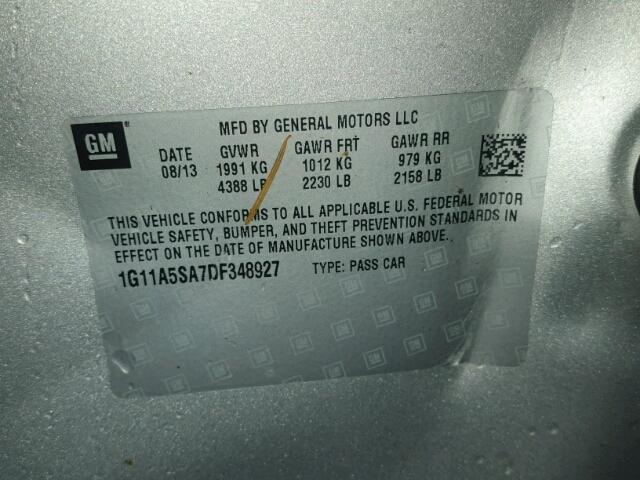 GM
MFD BY GENERAL MOTORS LLC
DATE GVWR GAWR FRT GAWR RR
08/13 1991 KG 1012 KG 979 KG
4388 LB 2230 LB 2158 LB
THIS VEHICLE CONFORMS TO ALL APPLICABLE U.S. FEDERAL MOTOR
VEHICLE SAFETY, BUMPER, AND THEFT PREVENTION STANDARDS IN
EFFECT ON THE DATE OF MANUFACTURE SHOWN ABOVE.
1G11A5SA7DF348927 TYPE: PASS CAR